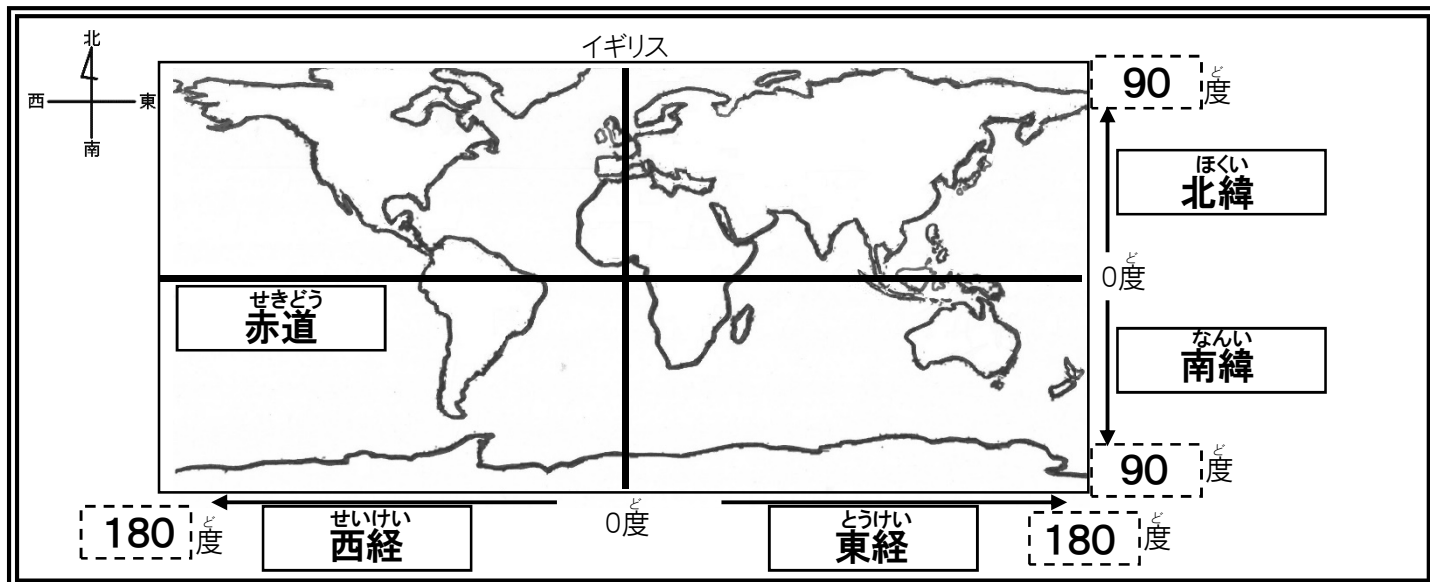 イギリス
北
西 東
南
90 度
ど
ほくい
北緯
0度
ど
せきどう
赤道
なんい
南緯
90 度
ど
180 度
ど
せいけい
西経
0度
ど
とうけい
東経
180 度
ど